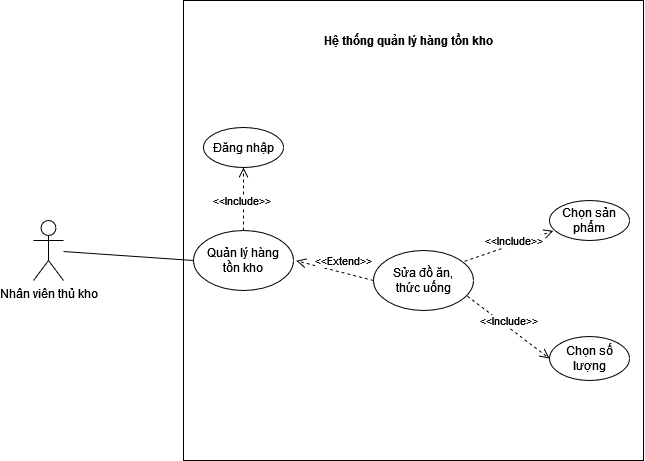 Hệ thống quản lý hàng tồn kho
Đăng nhập
<<Include>>
Quản lý hàng
tồn kho
Nhân viên thủ kho
<<Extend>>
Sửa đồ ăn,
thức uống
<<Include>>
Chọn sản
phẩm
<<Include>>
Chọn số
lượng